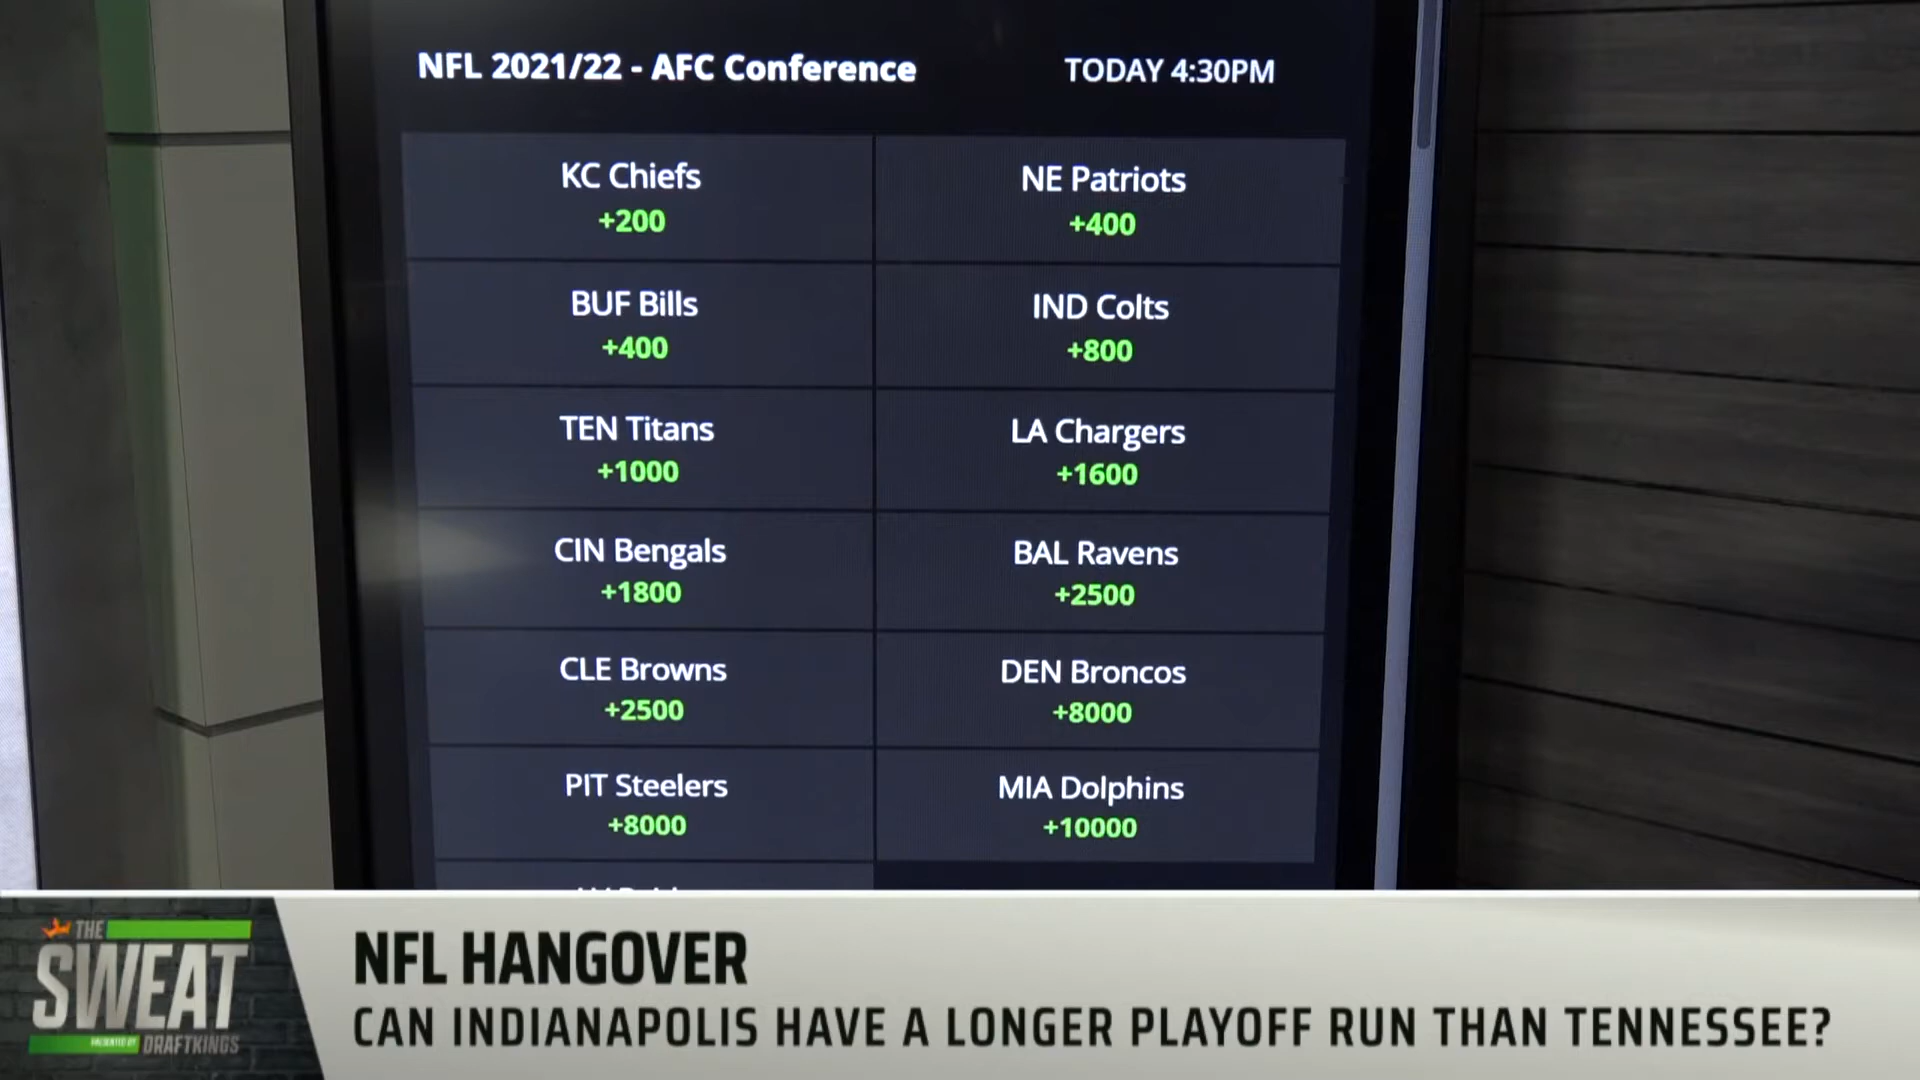 NFL 2021/22 - AFC Conference TODAY 4:30PM
KC Chiefs NE Patriots
+200 +400
BUF Bills IND Colts
+400 +800
TEN Titans LA Chargers
+1000 +1600
CIN Bengals BAL Ravens
+1800 +2500
CLE Browns DEN Broncos
+2500 +8000
PIT Steelers MIA Dolphins
+8000 +10000
THE
SWEAT
PRESENTED BY DRAFTKINGS
NFL HANGOVER
CAN INDIANAPOLIS HAVE A LONGER PLAYOFF RUN THAN TENNESSEE?